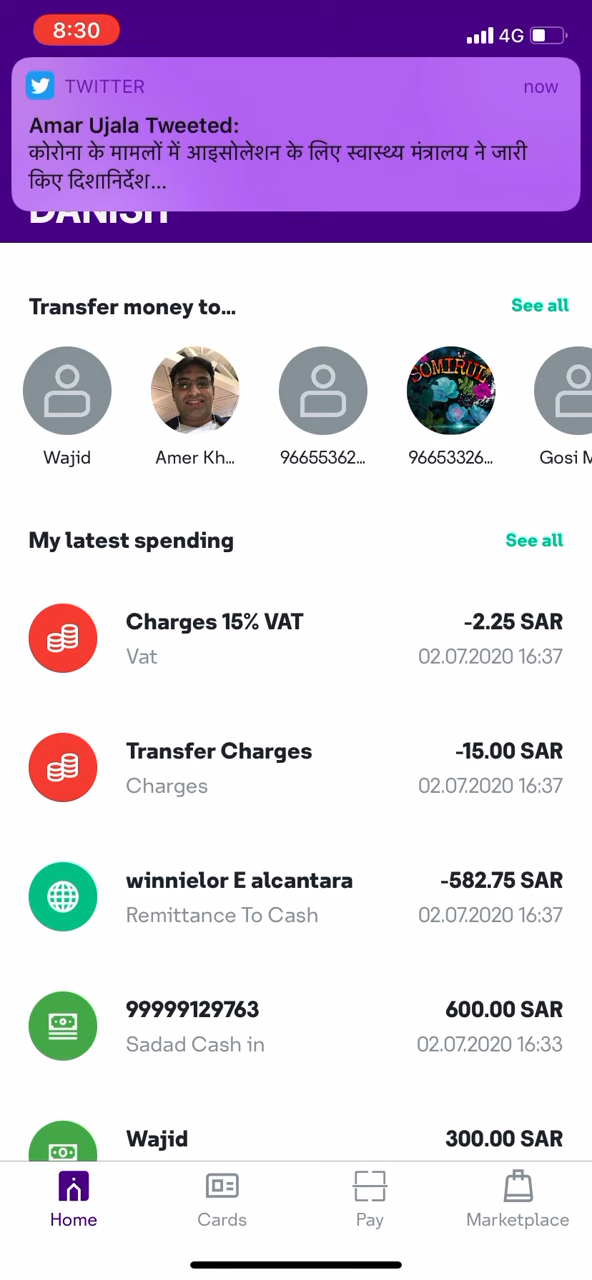 8:30
4G
TWITTER
now
Amar Ujala Tweeted:
कोरोना के मामलों में आइसोलेशन के लिए स्वास्थ्य मंत्रालय ने जारी
किए दिशानिर्देश...
DANISH
Transfer money to...
See all
Wajid
Amer Kh...
96655362...
SOMIRUL
96653326...
Gosi M
My latest spending
See all
Charges 15% VAT
-2.25 SAR
Vat
02.07.2020 16:37
Transfer Charges
-15.00 SAR
Charges
02.07.2020 16:37
winnielor E alcantara
-582.75 SAR
Remittance To Cash
02.07.2020 16:37
99999129763
600.00 SAR
Sadad Cash in
02.07.2020 16:33
Wajid
300.00 SAR
Home
Cards
Pay
Marketplace